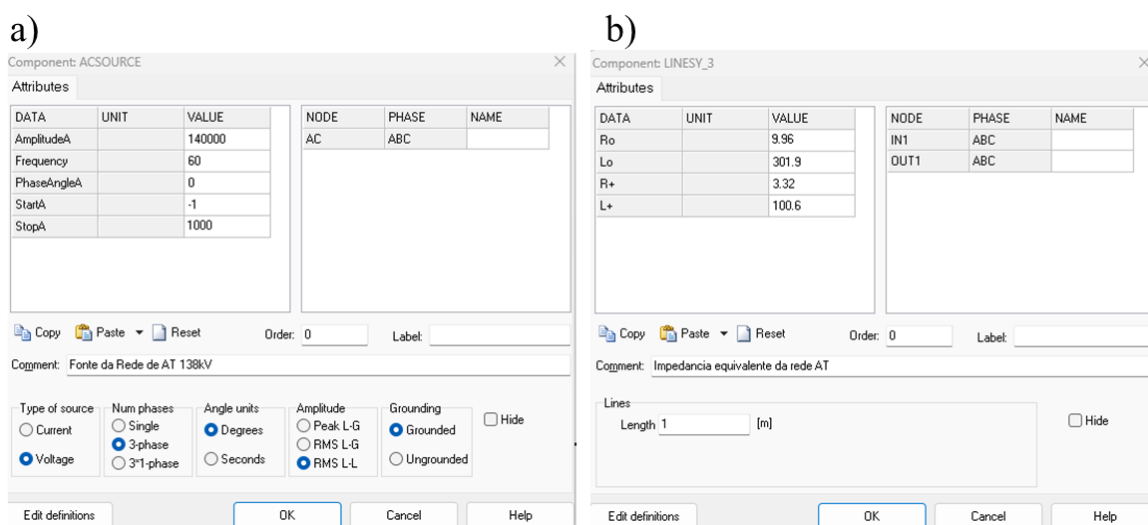 a)
Component: ACSOURCE
Attributes
DATA UNIT VALUE
AmplitudeA 140000
Frequency 60
PhaseAngleA 0
StartA -1
StopA 1000
NODE PHASE NAME
AC ABC
Copy Paste Reset Order: 0 Label:
Comment: Fonte da Rede de AT 138kV
Type of source
Current
Voltage
Num phases
Single
3-phase
3*1-phase
Angle units
Degrees
Seconds
Amplitude
Peak L-G
RMS L-G
RMS L-L
Grounding
Grounded
Ungrounded
Hide
Edit definitions OK Cancel Help
b)
Component: LINESY_3
Attributes
DATA UNIT VALUE
Ro 9.96
Lo 301.9
R+ 3.32
L+ 100.6
NODE PHASE NAME
IN1 ABC
OUT1 ABC
Copy Paste Reset Order: 0 Label:
Comment: Impedancia equivalente da rede AT
Lines
Length 1 [m]
Hide
Edit definitions OK Cancel Help